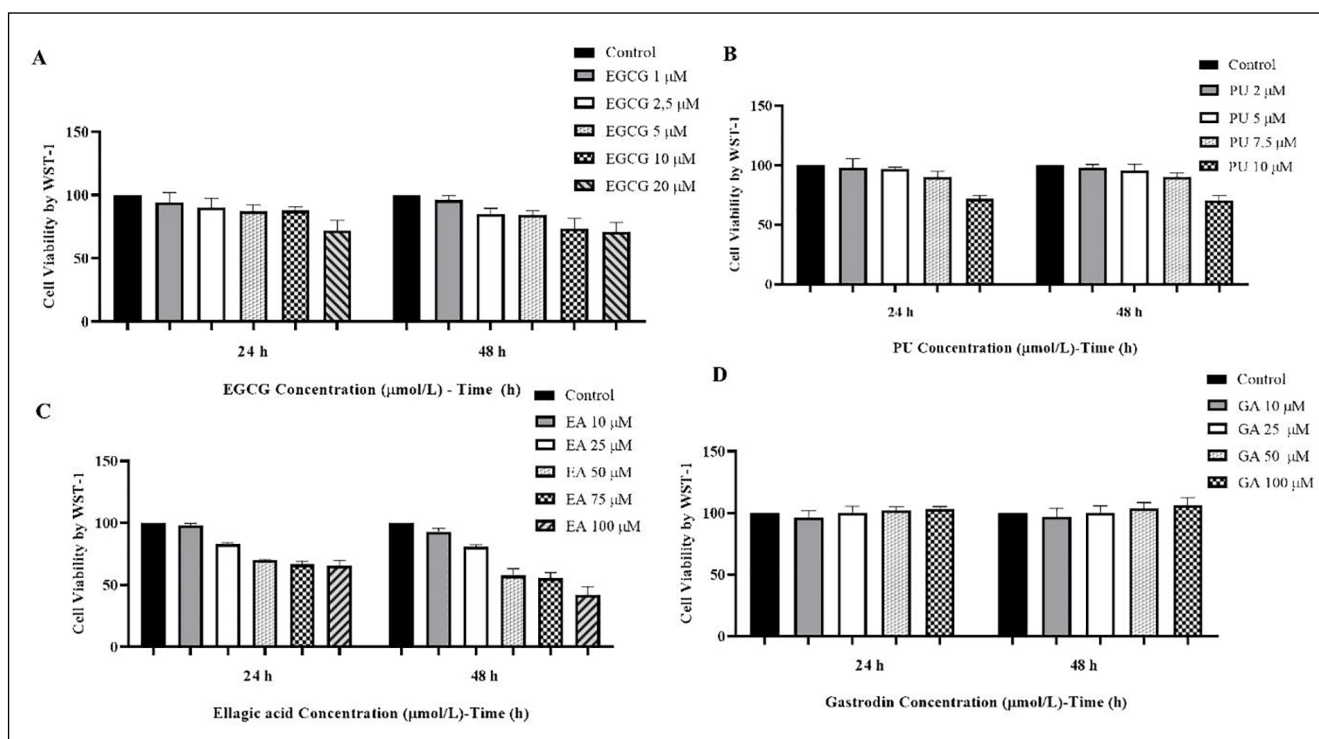 A
Control
EGCG 1 μM
EGCG 2,5 μM
EGCG 5 μM
EGCG 10 μM
EGCG 20 μM
Cell Viability by WST-1
150
100
50
0
24 h
48 h
EGCG Concentration (μmol/L) - Time (h)
B
Control
PU 2 μM
PU 5 μM
PU 7.5 μM
PU 10 μM
Cell Viability by WST-1
150
100
50
0
24 h
48 h
PU Concentration (μmol/L)-Time (h)
C
Control
EA 10 μM
EA 25 μM
EA 50 μM
EA 75 μM
EA 100 μM
Cell Viability by WST-1
150
100
50
0
24 h
48 h
Ellagic acid Concentration (μmol/L)-Time (h)
D
Control
GA 10 μM
GA 25 μM
GA 50 μM
GA 100 μM
Cell Viability by WST-1
150
100
50
0
24 h
48 h
Gastrodin Concentration (μmol/L)-Time (h)